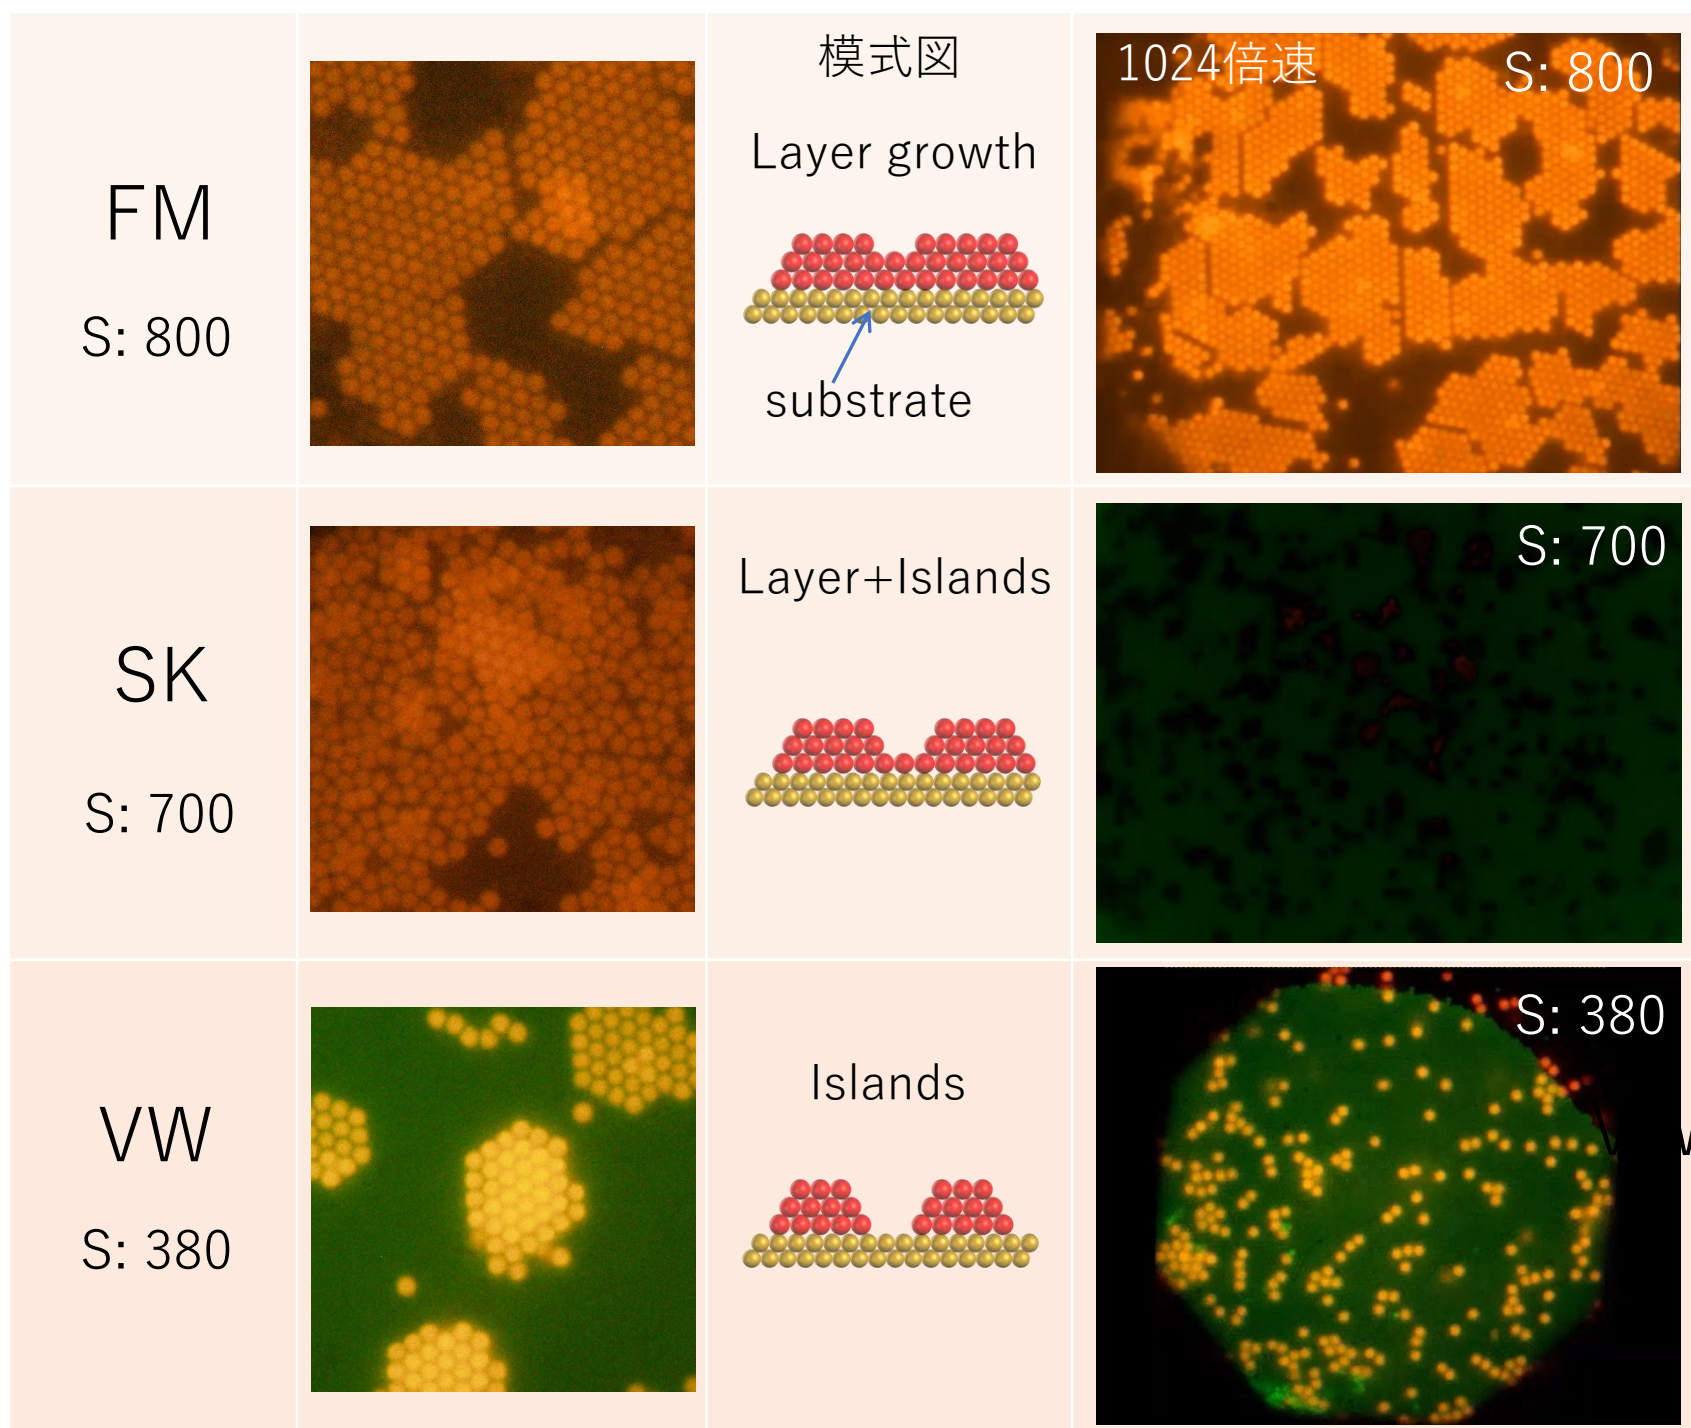 FM
S: 800
模式図
Layer growth
substrate
1024倍速
S: 800
SK
S: 700
Layer+Islands
S: 700
VW
S: 380
Islands
S: 380